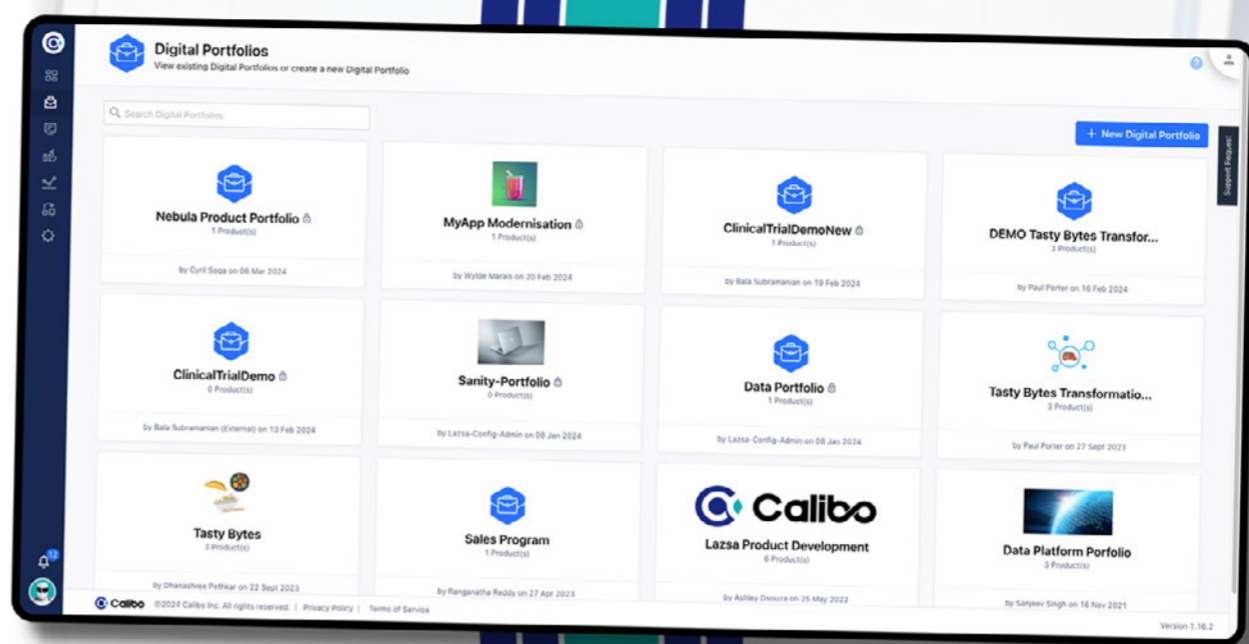 Digital Portfolios
View existing Digital Portfolios or create a new Digital Portfolio
Search Digital Portfolios
+ New Digital Portfolio
Support Request
Nebula Product Portfolio
1 Product(s)
by Cyril Soga on 06 Mar 2024
MyApp Modernisation
1 Product(s)
by Wylde Marais on 20 Feb 2024
ClinicalTrialDemoNew
1 Product(s)
by Bala Subramanian on 19 Feb 2024
DEMO Tasty Bytes Transfor...
3 Product(s)
by Paul Porter on 16 Feb 2024
ClinicalTrialDemo
0 Product(s)
by Bala Subramanian (External) on 13 Feb 2024
Sanity-Portfolio
0 Product(s)
by Lazsa-Config-Admin on 08 Jan 2024
Data Portfolio
1 Product(s)
by Lazsa-Config-Admin on 08 Jan 2024
Tasty Bytes Transformatio...
3 Product(s)
by Paul Porter on 27 Sept 2023
Tasty Bytes
3 Product(s)
by Dhanashree Pethkar on 22 Sept 2023
Sales Program
1 Product(s)
by Ranganatha Reddy on 27 Apr 2023
Calibo
Lazsa Product Development
6 Product(s)
by Ashley Dsouza on 25 May 2022
Data Platform Porfolio
3 Product(s)
by Sanjeev Singh on 16 Nov 2021
12
Calibo ©2024 Calibo Inc. All rights reserved. | Privacy Policy | Terms of Service
Version 1.16.2